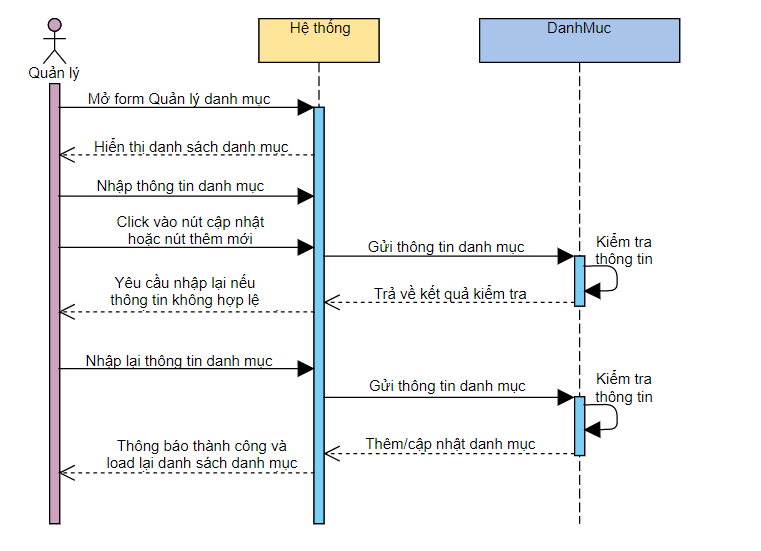 Hệ thống
DanhMuc
Quản lý
Mở form Quản lý danh mục
Hiển thị danh sách danh mục
Nhập thông tin danh mục
Click vào nút cập nhật
hoặc nút thêm mới
Gửi thông tin danh mục
Kiểm tra
thông tin
Yêu cầu nhập lại nếu
thông tin không hợp lệ
Trả về kết quả kiểm tra
Nhập lại thông tin danh mục
Gửi thông tin danh mục
Kiểm tra
thông tin
Thêm/cập nhật danh mục
Thông báo thành công và
load lại danh sách danh mục